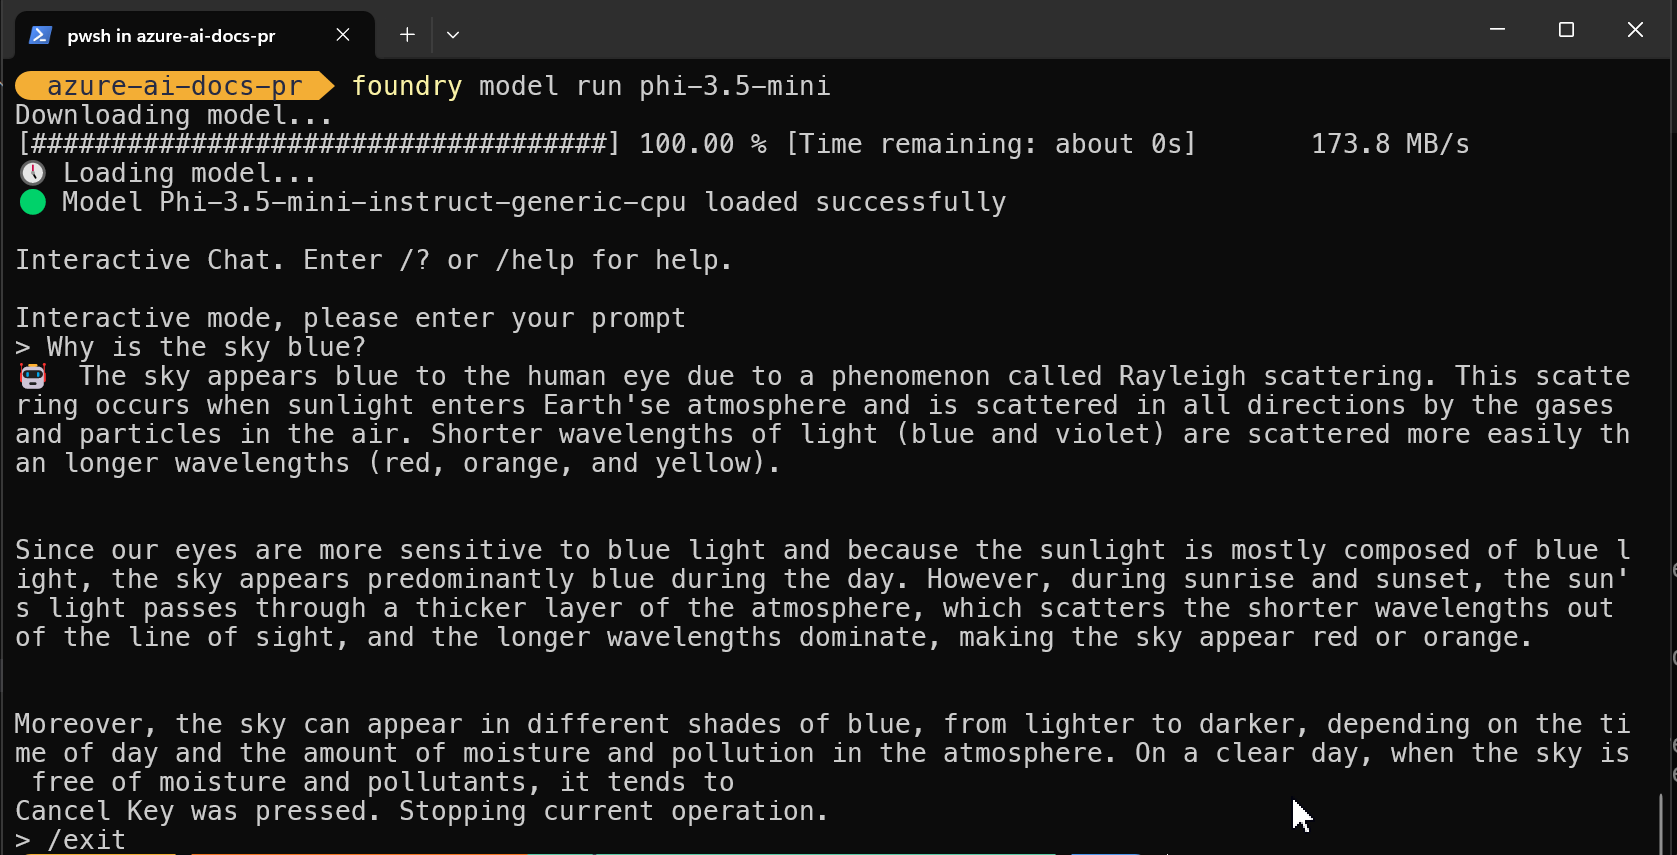 pwsh in azure-ai-docs-pr
azure-ai-docs-pr foundry model run phi-3.5-mini
Downloading model...
[####################################] 100.00 % [Time remaining: about 0s] 173.8 MB/s
Loading model...
Model Phi-3.5-mini-instruct-generic-cpu loaded successfully
Interactive Chat. Enter /? or /help for help.
Interactive mode, please enter your prompt
> Why is the sky blue?
The sky appears blue to the human eye due to a phenomenon called Rayleigh scattering. This scatte
ring occurs when sunlight enters Earth'se atmosphere and is scattered in all directions by the gases
and particles in the air. Shorter wavelengths of light (blue and violet) are scattered more easily th
an longer wavelengths (red, orange, and yellow).
Since our eyes are more sensitive to blue light and because the sunlight is mostly composed of blue l
ight, the sky appears predominantly blue during the day. However, during sunrise and sunset, the sun'
s light passes through a thicker layer of the atmosphere, which scatters the shorter wavelengths out
of the line of sight, and the longer wavelengths dominate, making the sky appear red or orange.
Moreover, the sky can appear in different shades of blue, from lighter to darker, depending on the ti
me of day and the amount of moisture and pollution in the atmosphere. On a clear day, when the sky is
free of moisture and pollutants, it tends to
Cancel Key was pressed. Stopping current operation.
> /exit